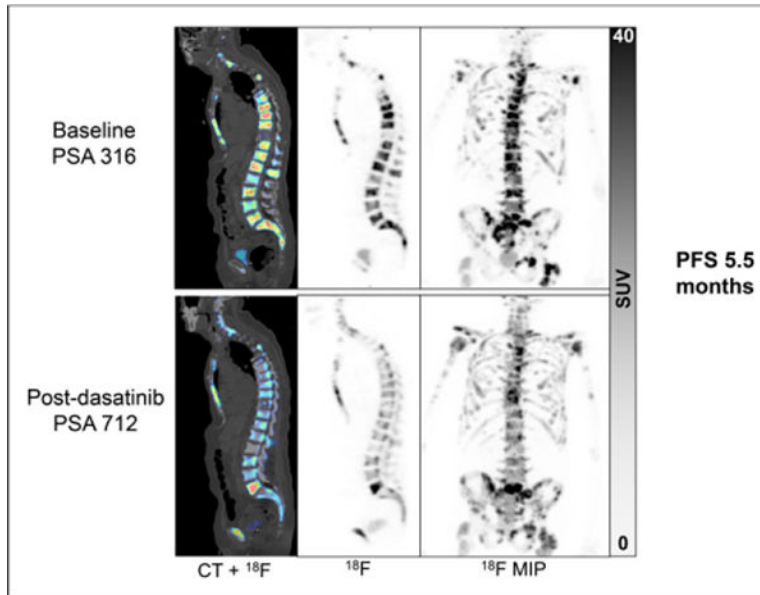 40
Baseline
PSA 316
PFS 5.5
months
SUV
Post-dasatinib
PSA 712
0
CT + ¹⁸F
¹⁸F
¹⁸F MIP